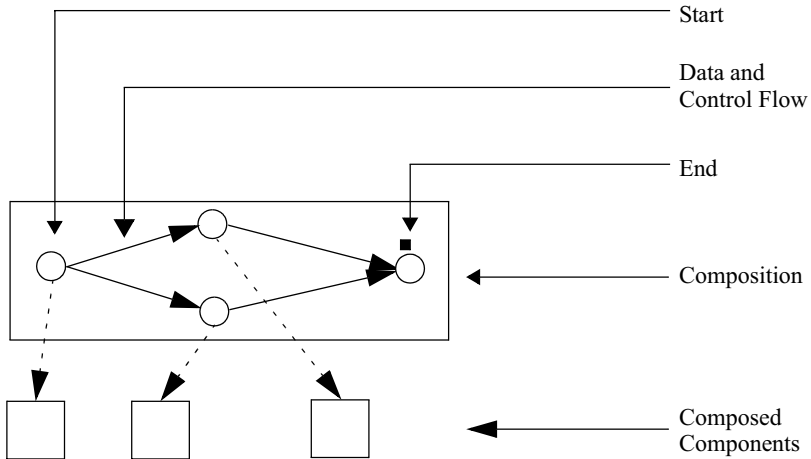 Start
Data and
Control Flow
End
Composition
Composed
Components